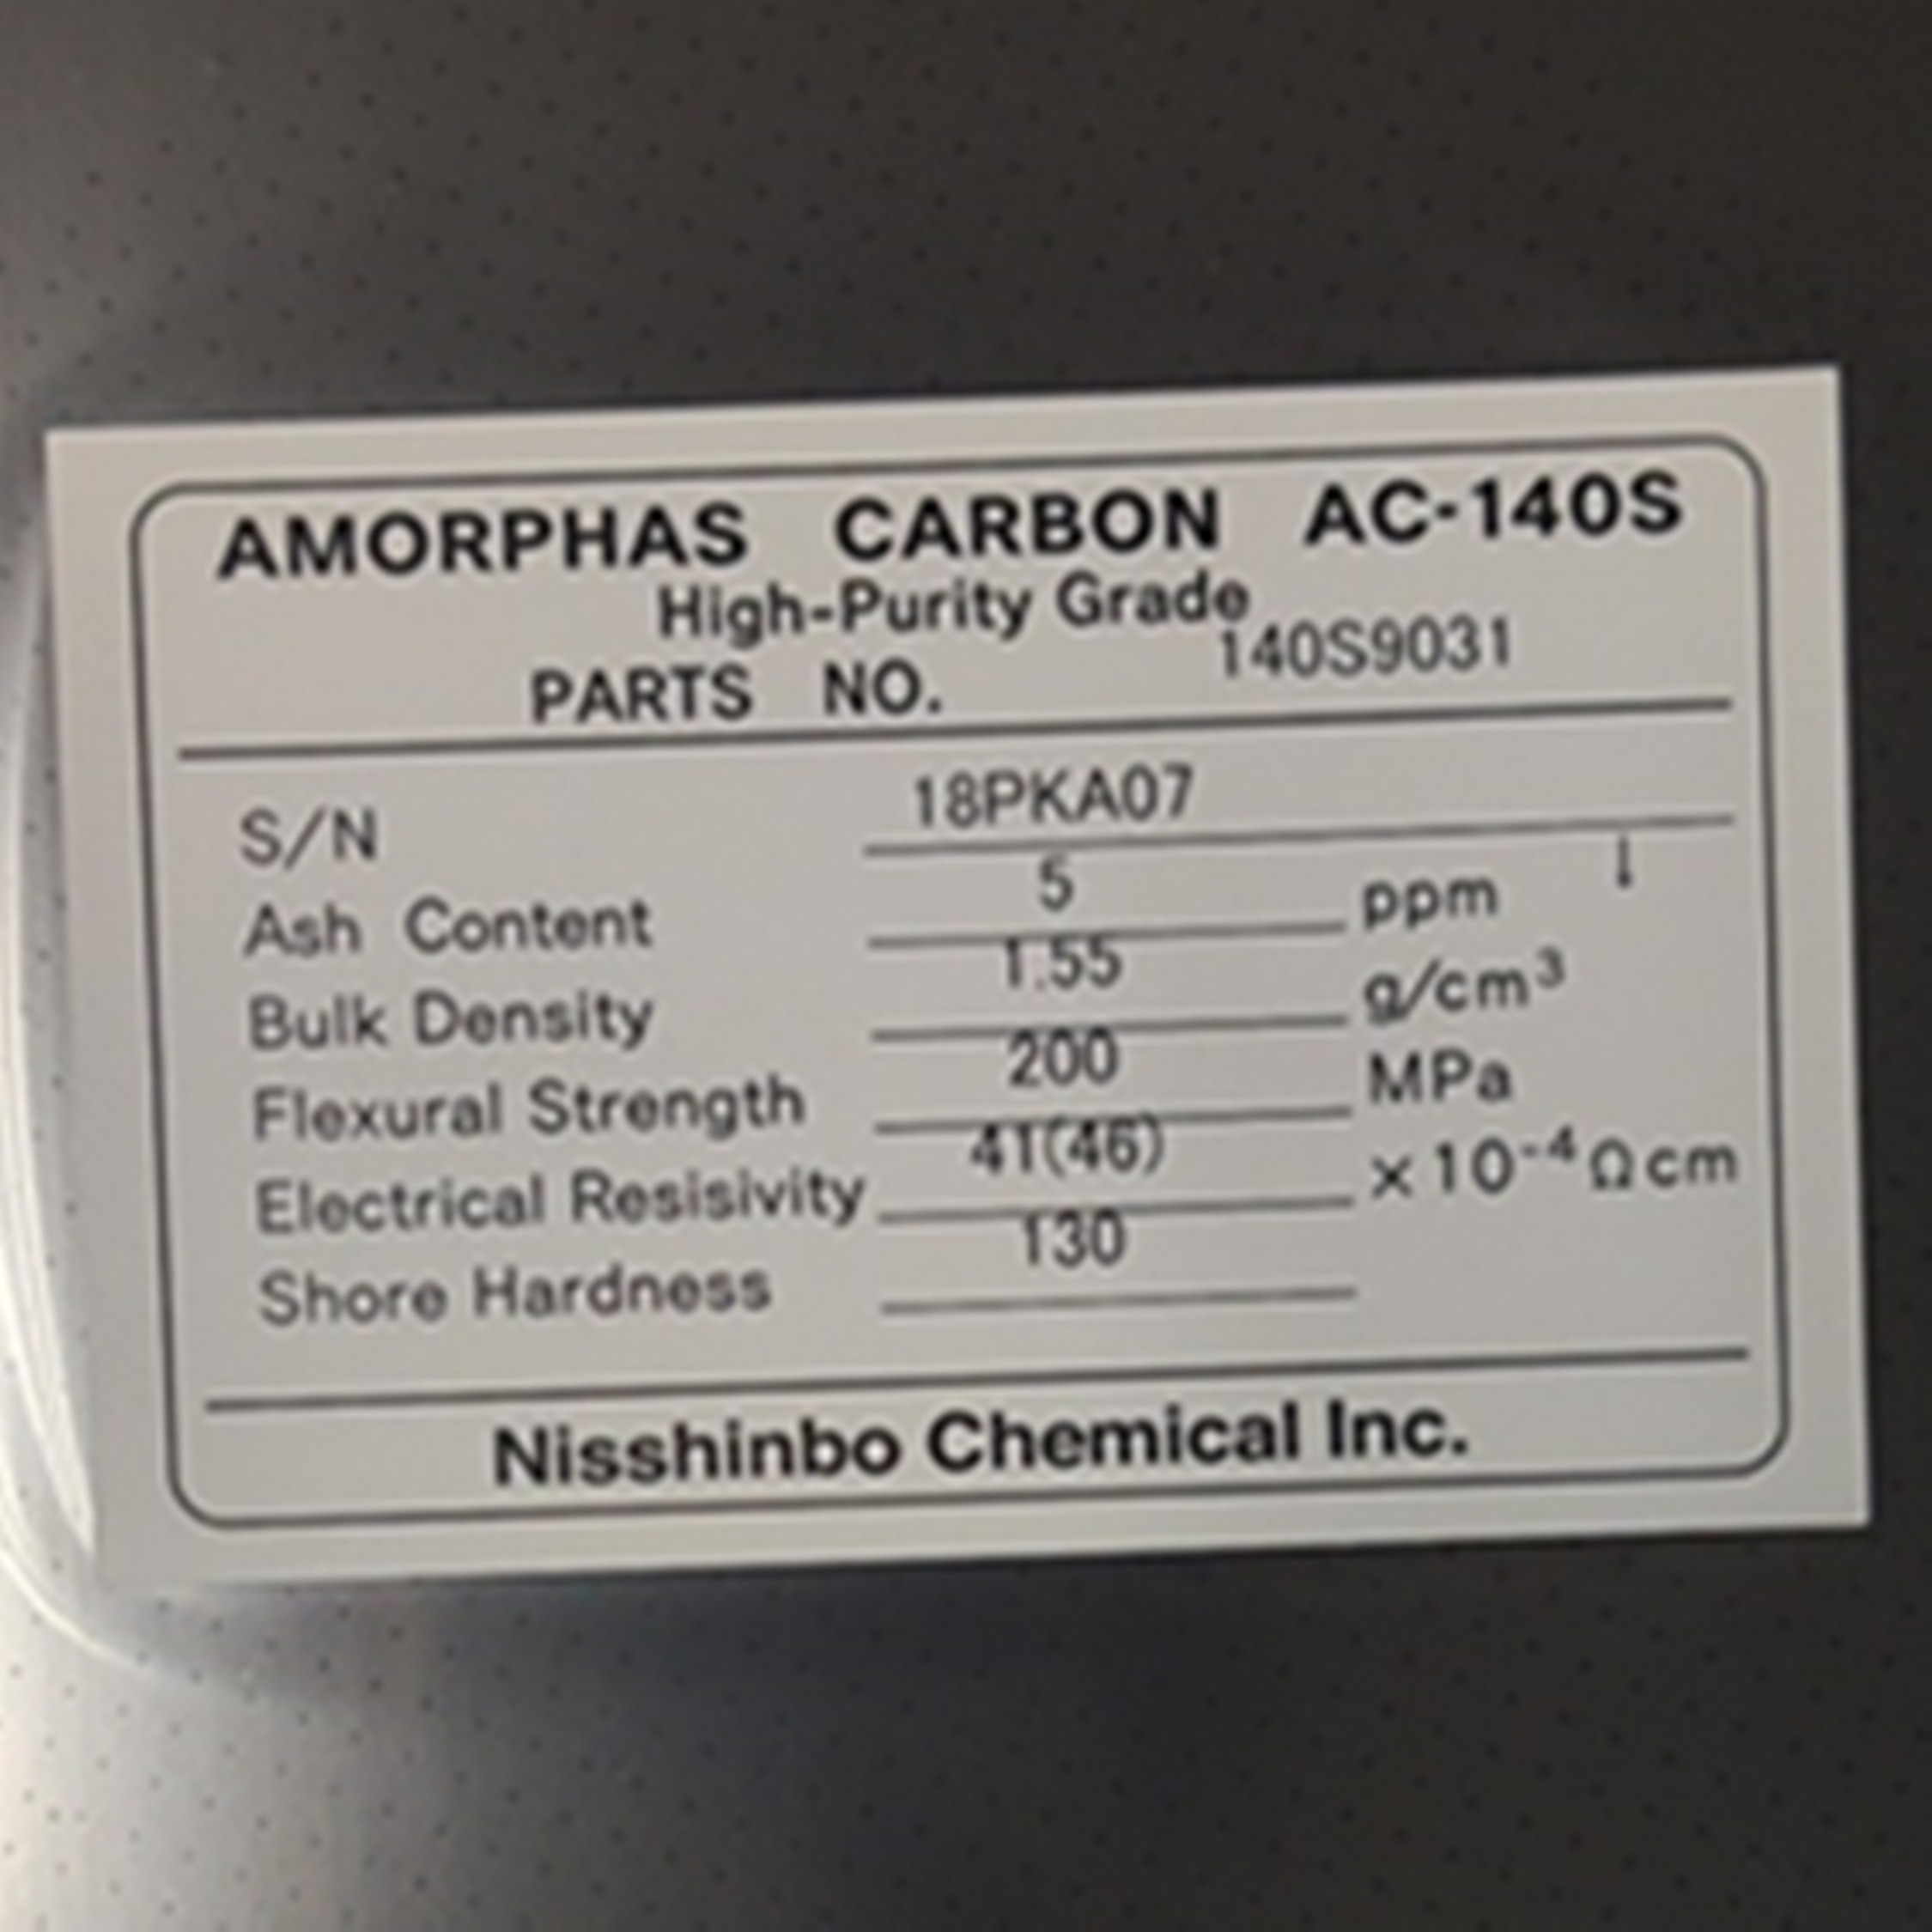 AMORPHAS CARBON AC-140S
High-Purity Grade
PARTS NO. 140S9031
S/N 18PKA07
Ash Content 5 ppm
Bulk Density 1.55 g/cm³
Flexural Strength 200 MPa
Electrical Resisivity 41(46) ×10⁻⁴Ωcm
Shore Hardness 130
Nisshinbo Chemical Inc.